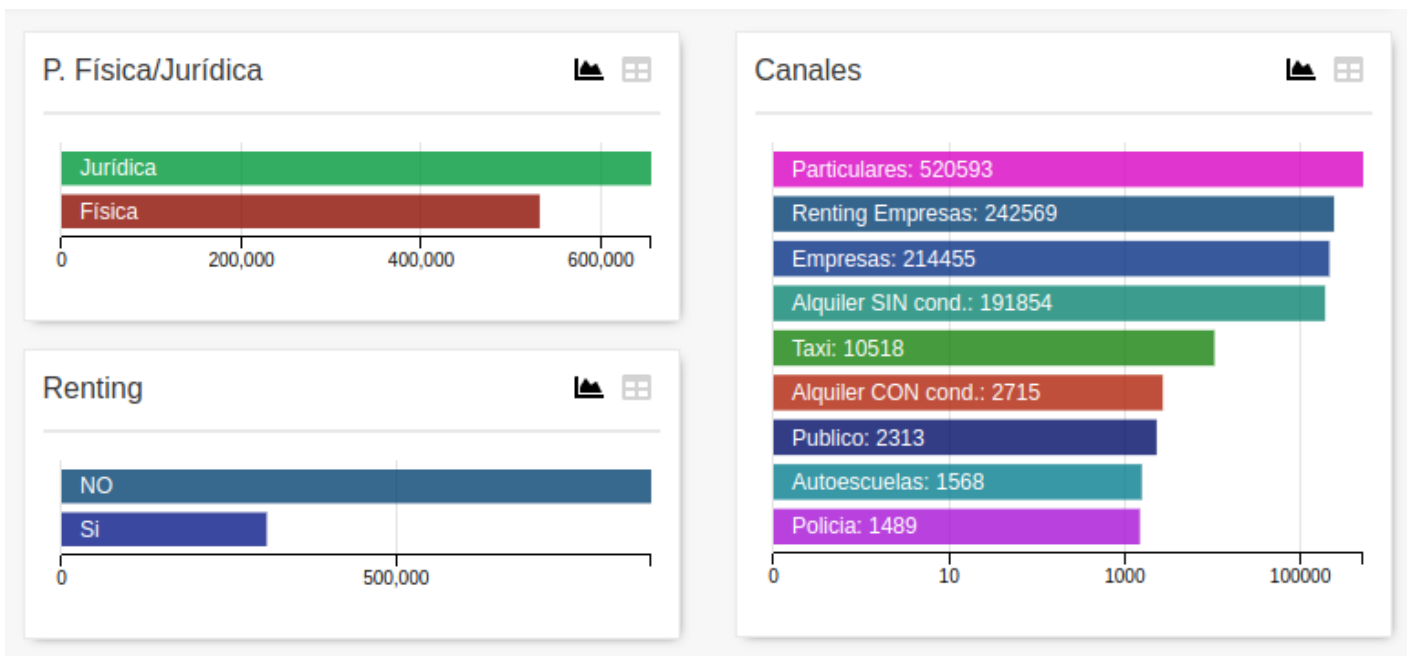 P. Física/Jurídica
Jurídica
Física
0 200,000 400,000 600,000
Renting
NO
Si
0 500,000
Canales
Particulares: 520593
Renting Empresas: 242569
Empresas: 214455
Alquiler SIN cond.: 191854
Taxi: 10518
Alquiler CON cond.: 2715
Publico: 2313
Autoescuelas: 1568
Policia: 1489
0 10 1000 100000